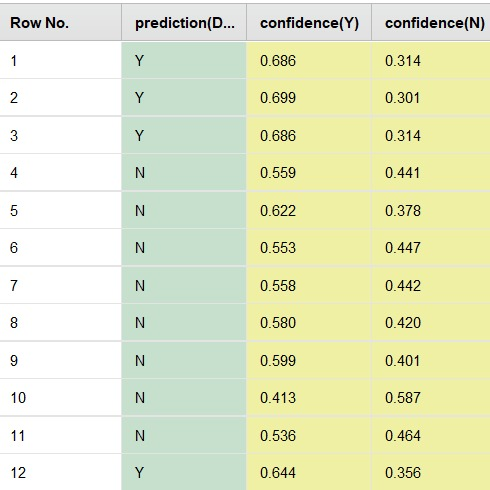 Row No. prediction(D... confidence(Y) confidence(N)
1 Y 0.686 0.314
2 Y 0.699 0.301
3 Y 0.686 0.314
4 N 0.559 0.441
5 N 0.622 0.378
6 N 0.553 0.447
7 N 0.558 0.442
8 N 0.580 0.420
9 N 0.599 0.401
10 N 0.413 0.587
11 N 0.536 0.464
12 Y 0.644 0.356